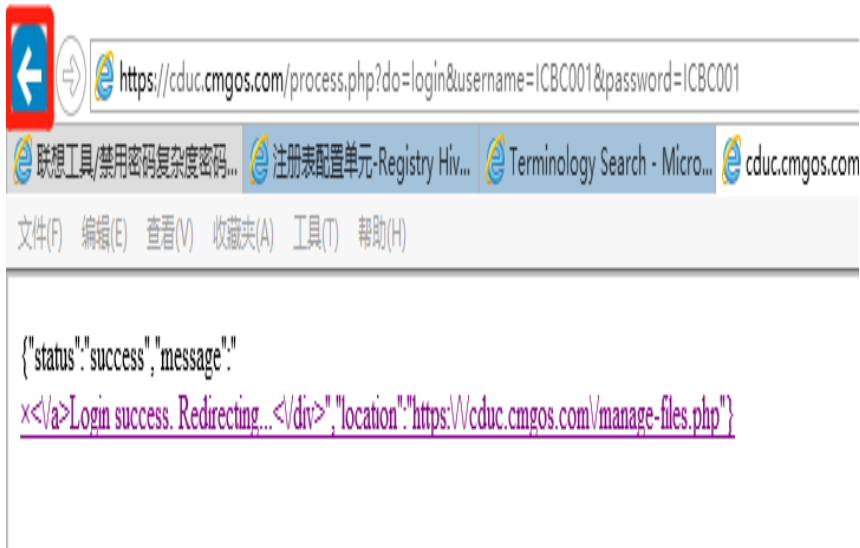 https://cduc.cmgos.com/process.php?do=login&username=ICBC001&password=ICBC001
联想工具/禁用密码复杂度密码... 注册表配置单元-Registry Hiv... Terminology Search - Micro... cduc.cmgos.com
文件(F) 编辑(E) 查看(V) 收藏夹(A) 工具(T) 帮助(H)
{"status":"success","message":"
×<\/a>Login success. Redirecting...<\/div>","location":"https:\/\/cduc.cmgos.com\/manage-files.php"}